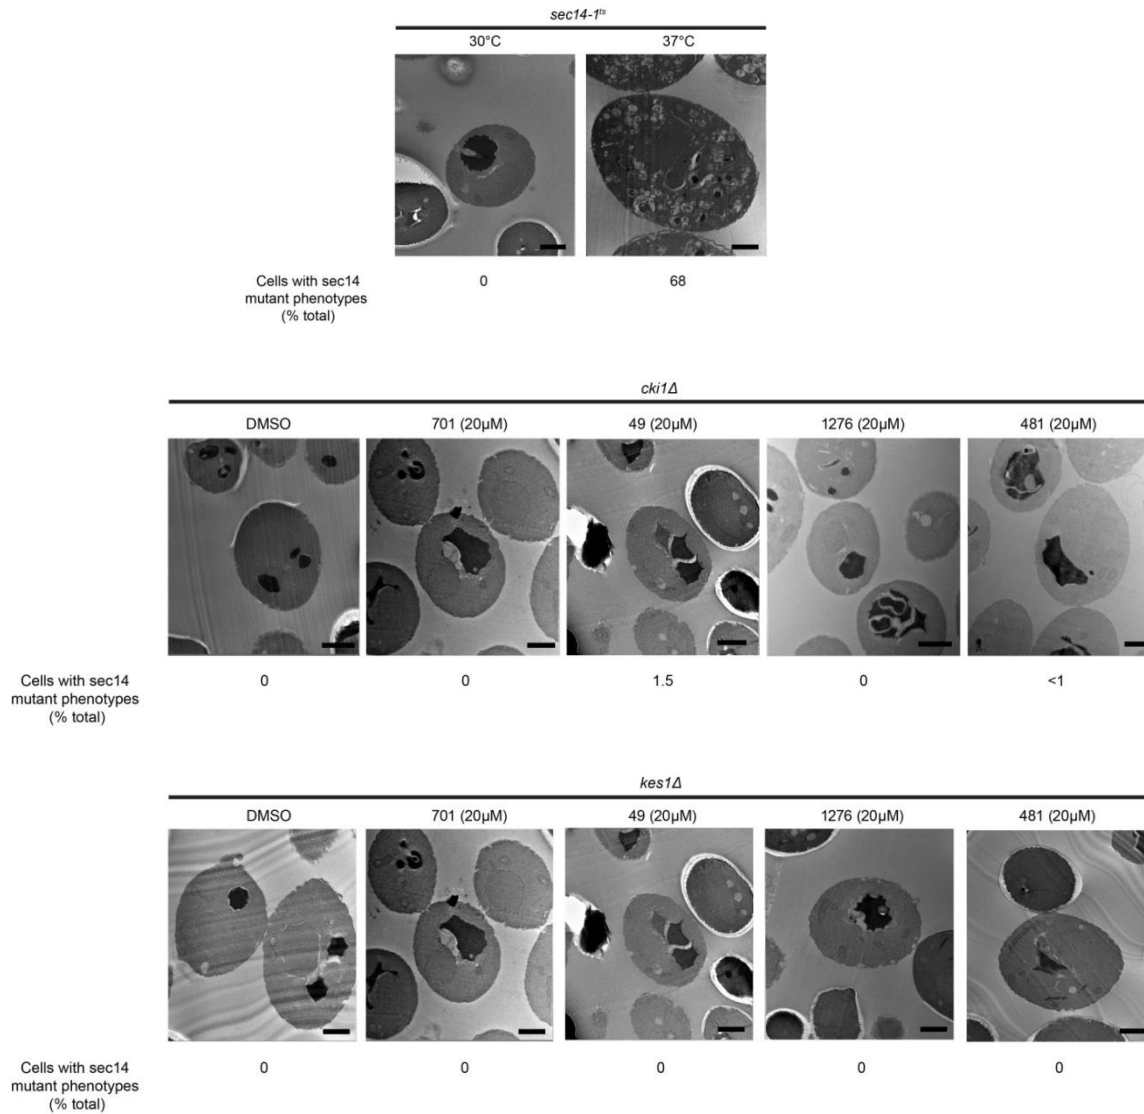 sec14-1ts
30°C 37°C
Cells with sec14
mutant phenotypes
(% total)
0 68
cki1Δ
DMSO 701 (20µM) 49 (20µM) 1276 (20µM) 481 (20µM)
Cells with sec14
mutant phenotypes
(% total)
0 0 1.5 0 <1
kes1Δ
DMSO 701 (20µM) 49 (20µM) 1276 (20µM) 481 (20µM)
Cells with sec14
mutant phenotypes
(% total)
0 0 0 0 0